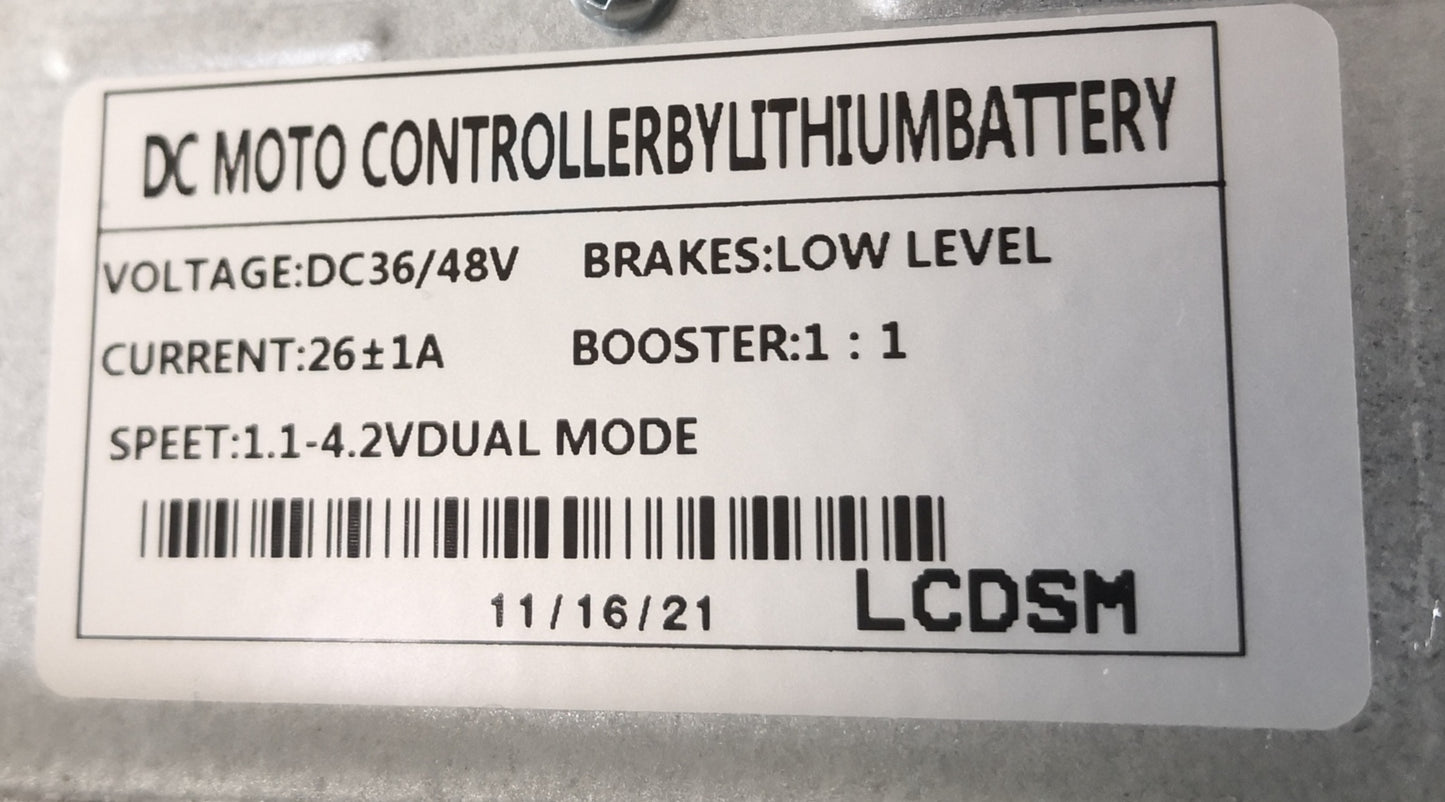 DC MOTO CONTROLLERBYLITHIUMBATTERY
VOLTAGE:DC36/48V BRAKES:LOW LEVEL
CURRENT:26±1A BOOSTER:1 : 1
SPEET:1.1-4.2VDUAL MODE
11/16/21 LCDSM